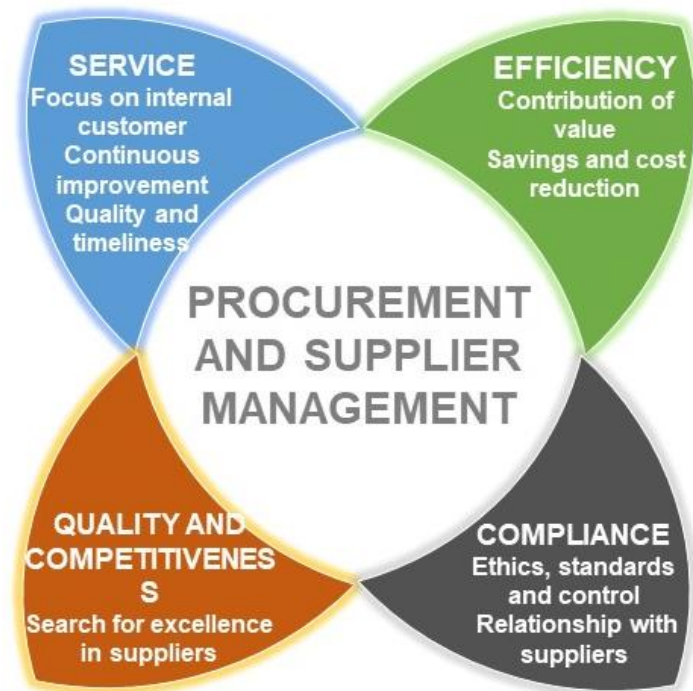 SERVICE
Focus on internal
customer
Continuous
improvement
Quality and
timeliness
EFFICIENCY
Contribution of
value
Savings and cost
reduction
PROCUREMENT
AND SUPPLIER
MANAGEMENT
QUALITY AND
COMPETITIVENES
S
Search for excellence
in suppliers
COMPLIANCE
Ethics, standards
and control
Relationship with
suppliers